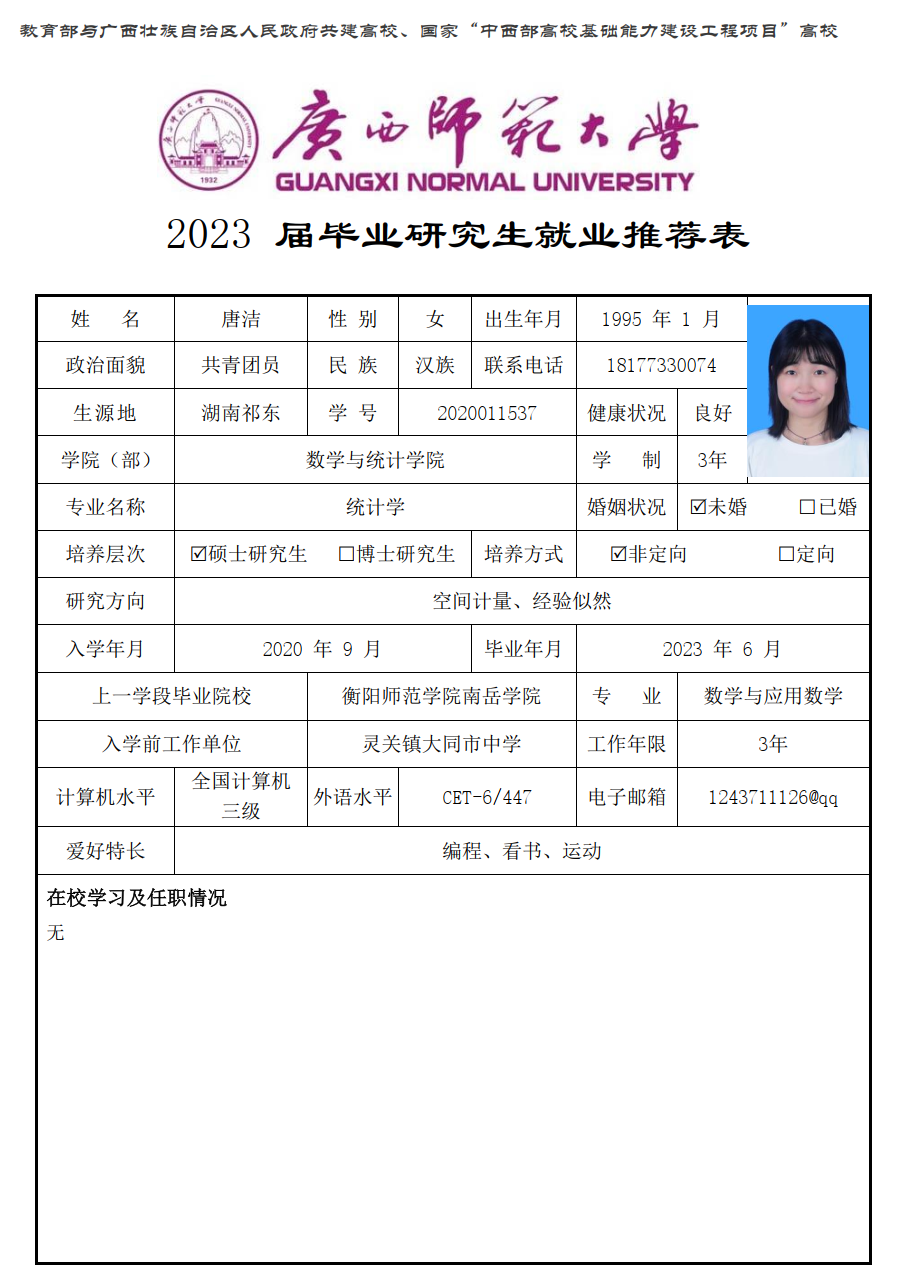 教育部与广西壮族自治区人民政府共建高校、国家“中西部高校基础能力建设工程项目”高校
廣西師範大學
GUANGXI NORMAL UNIVERSITY
1932
2023 届毕业研究生就业推荐表
姓 名 唐洁 性 别 女 出生年月 1995 年 1 月
政治面貌 共青团员 民 族 汉族 联系电话 18177330074
生源地 湖南祁东 学 号 2020011537 健康状况 良好
学院（部） 数学与统计学院 学 制 3年
专业名称 统计学 婚姻状况 ☑未婚 ☐已婚
培养层次 ☑硕士研究生 ☐博士研究生 培养方式 ☑非定向 ☐定向
研究方向 空间计量、经验似然
入学年月 2020 年 9 月 毕业年月 2023 年 6 月
上一学段毕业院校 衡阳师范学院南岳学院 专 业 数学与应用数学
入学前工作单位 灵关镇大同市中学 工作年限 3年
计算机水平 全国计算机三级 外语水平 CET-6/447 电子邮箱 1243711126@qq
爱好特长 编程、看书、运动
在校学习及任职情况
无